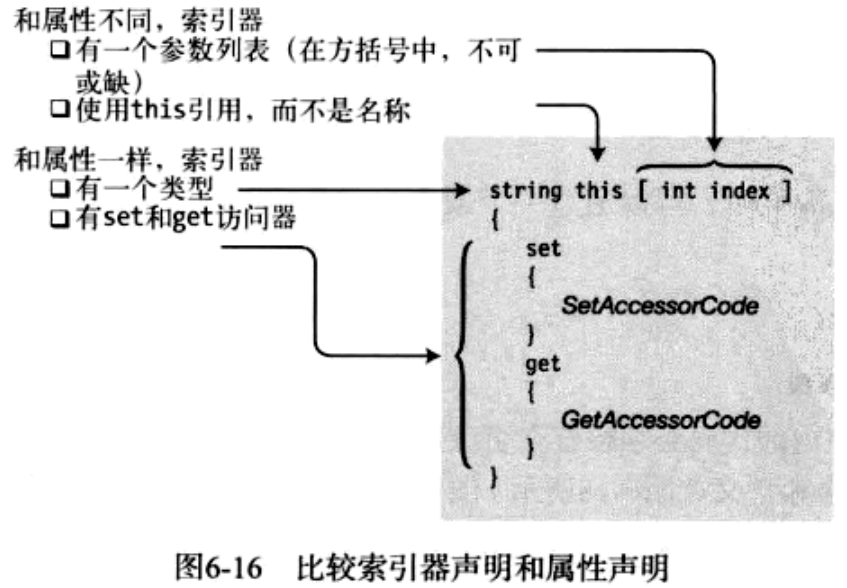 和属性不同，索引器
❏有一个参数列表（在方括号中，不可
或缺）
❏使用this引用，而不是名称
和属性一样，索引器
❏有一个类型
❏有set和get访问器
string this [ int index ]
{
set
{
SetAccessorCode
}
get
{
GetAccessorCode
}
}
图6-16 比较索引器声明和属性声明